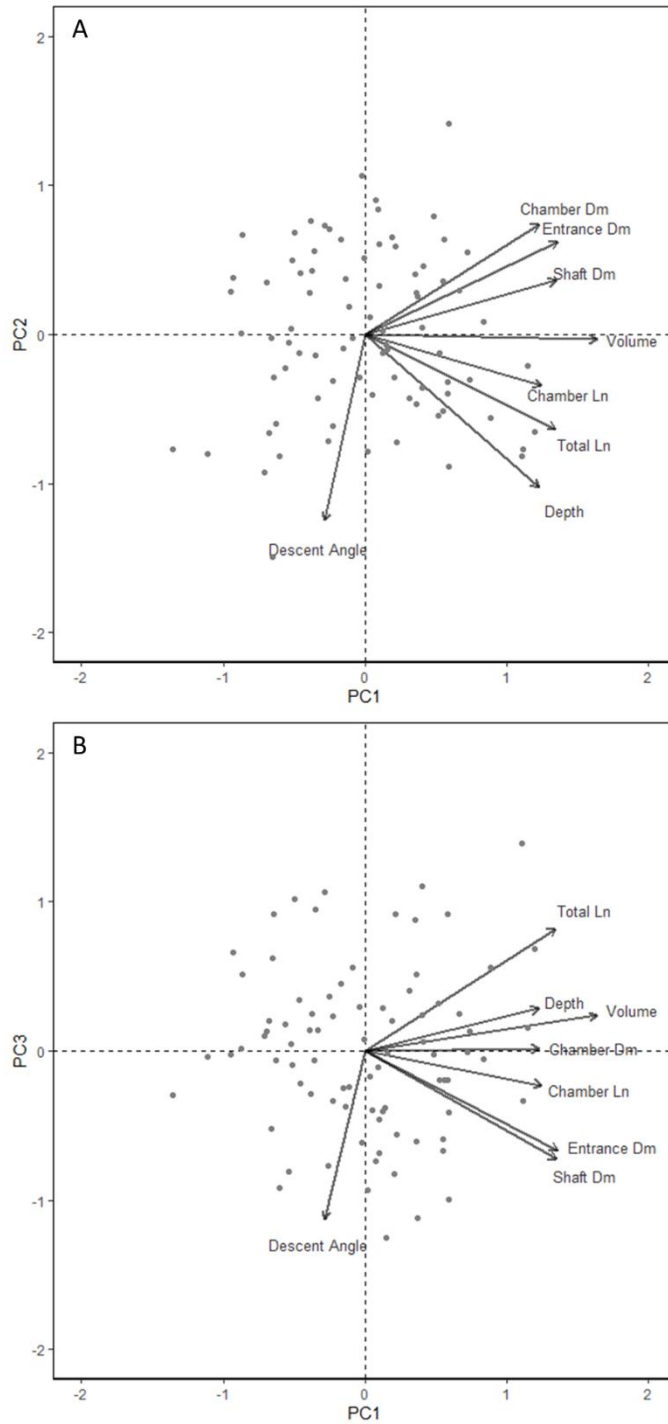 A
2
1
0
-1
-2
PC2
Chamber Dm
Entrance Dm
Shaft Dm
Volume
Chamber Ln
Total Ln
Depth
Descent Angle
-2 -1 0 1 2
PC1
B
2
1
0
-1
-2
PC3
Total Ln
Depth
Volume
Chamber Dm
Chamber Ln
Entrance Dm
Shaft Dm
Descent Angle
-2 -1 0 1 2
PC1